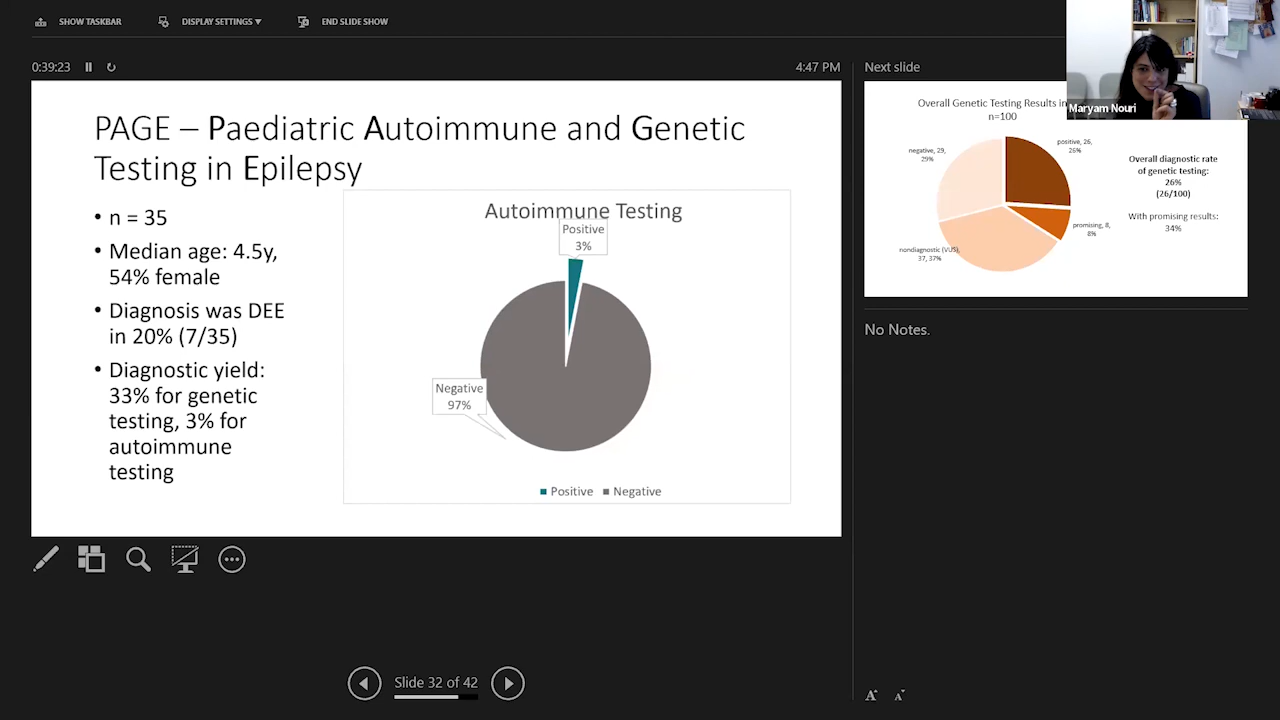 SHOW TASKBAR
DISPLAY SETTINGS ▼
END SLIDE SHOW
0:39:23
4:47 PM
PAGE – Paediatric Autoimmune and Genetic
Testing in Epilepsy
• n = 35
• Median age: 4.5y,
54% female
• Diagnosis was DEE
in 20% (7/35)
• Diagnostic yield:
33% for genetic
testing, 3% for
autoimmune
testing
Autoimmune Testing
Positive
3%
Negative
97%
Positive
Negative
Slide 32 of 42
Next slide
Maryam Nouri
Overall Genetic Testing Results in
n=100
negative, 29,
29%
positive, 26,
26%
promising, 8,
8%
nondiagnostic (VUS),
37, 37%
Overall diagnostic rate
of genetic testing:
26%
(26/100)
With promising results:
34%
No Notes.
A
A